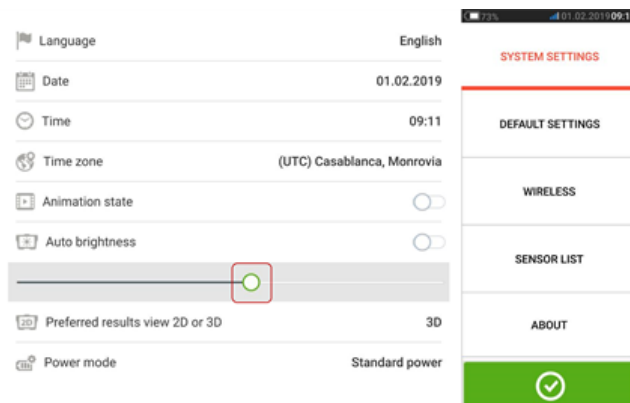 73% 01.02.2019 09:1
Language English
Date 01.02.2019
Time 09:11
Time zone (UTC) Casablanca, Monrovia
Animation state
Auto brightness
2D Preferred results view 2D or 3D 3D
Power mode Standard power
SYSTEM SETTINGS
DEFAULT SETTINGS
WIRELESS
SENSOR LIST
ABOUT